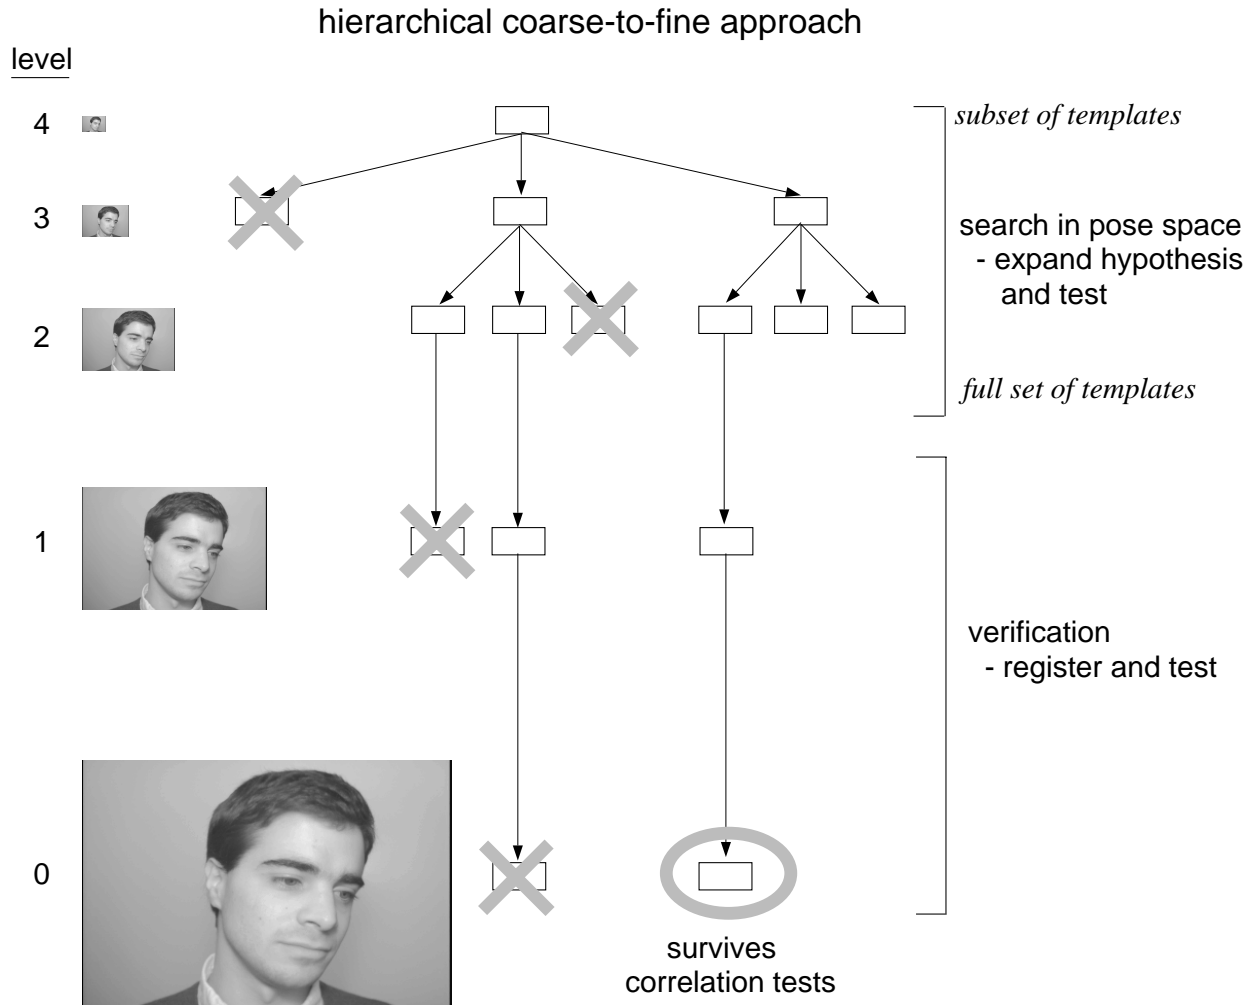 hierarchical coarse-to-fine approach
level
4
subset of templates
3
search in pose space
- expand hypothesis
and test
2
full set of templates
1
verification
- register and test
0
survives
correlation tests